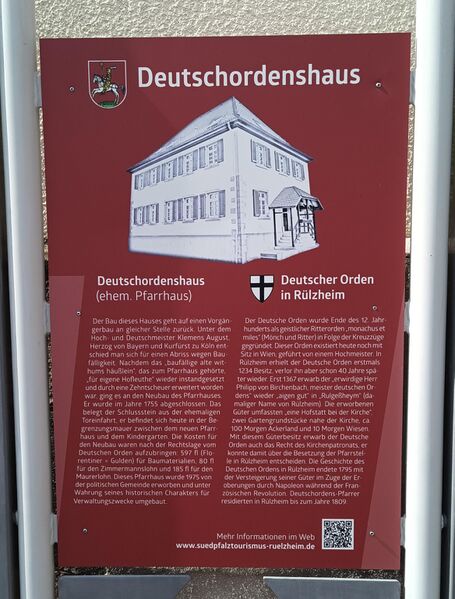 Deutschordenshaus
Deutschordenshaus
(ehem. Pfarrhaus)
Der Bau dieses Hauses geht auf einen Vorgän-
gerbau an gleicher Stelle zurück. Unter dem
Hoch- und Deutschmeister Klemens August,
Herzog von Bayern und Kurfürst zu Köln ent-
schied man sich für einen Abriss wegen Bau-
fälligkeit. Nachdem das „baufällige alte wit-
hums häußlein", das zum Pfarrhaus gehörte,
„für eigene Hofleuthe" wieder instandgesetzt
und durch eine Zehntscheuer erweitert worden
war, ging es an den Neubau des Pfarrhauses.
Er wurde im Jahre 1755 abgeschlossen. Das
belegt der Schlussstein aus der ehemaligen
Toreinfahrt, er befindet sich heute in der Be-
grenzungsmauer zwischen dem neuen Pfarr-
haus und dem Kindergarten. Die Kosten für
den Neubau waren nach der Rechtslage vom
Deutschen Orden aufzubringen: 597 fl (Flo-
rentiner = Gulden) für Baumaterialien, 80 fl
für den Zimmermannslohn und 185 fl für den
Maurerlohn. Dieses Pfarrhaus wurde 1975 von
der politischen Gemeinde erworben und unter
Wahrung seines historischen Charakters für
Verwaltungszwecke umgebaut.
Deutscher Orden
in Rülzheim
Der Deutsche Orden wurde Ende des 12. Jahr-
hunderts als geistlicher Ritterorden „monachus et
miles" (Mönch und Ritter) in Folge der Kreuzzüge
gegründet. Dieser Orden existiert heute noch mit
Sitz in Wien, geführt von einem Hochmeister. In
Rülzheim erhielt der Deutsche Orden erstmals
1234 Besitz, verlor ihn aber schon 40 Jahre spä-
ter wieder. Erst 1367 erwarb der „erwirdige Herr
Philipp von Birchenbach, meister deutscher Or-
dens" wieder „aigen gut" in „Rulgeßheym" (da-
maliger Name von Rülzheim). Die erworbenen
Güter umfassten „eine Hofstatt bei der Kirche",
zwei Gartengrundstücke nahe der Kirche, ca.
100 Morgen Ackerland und 10 Morgen Wiesen.
Mit diesem Güterbesitz erwarb der Deutsche
Orden auch das Recht des Kirchenpatronats, er
konnte damit über die Besetzung der Pfarrstel-
le in Rülzheim entscheiden. Die Geschichte des
Deutschen Ordens in Rülzheim endete 1795 mit
der Versteigerung seiner Güter im Zuge der Er-
oberungen durch Napoleon während der Fran-
zösischen Revolution. Deutschordens-Pfarrer
residierten in Rülzheim bis zum Jahre 1809.
Mehr Informationen im Web
www.suedpfalztourismus-ruelzheim.de